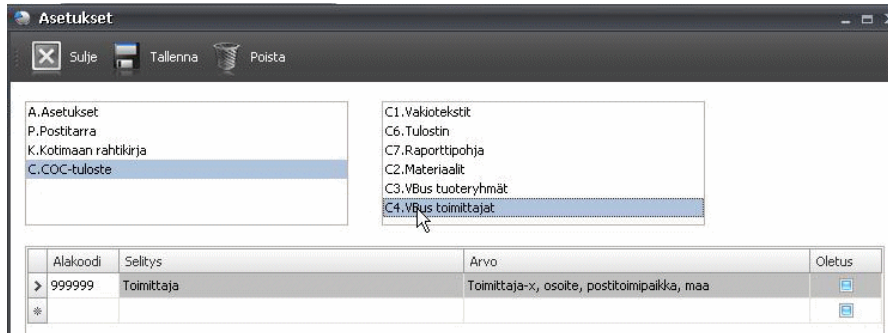 Asetukset
Sulje Tallenna Poista
A.Asetukset
P.Postitarra
K.Kotimaan rahtikirja
C.COC-tuloste
C1.Vakiotekstit
C6.Tulostin
C7.Raporttipohja
C2.Materiaalit
C3.VBus tuoteryhmät
C4.VBus toimittajat
Alakoodi Selitys Arvo Oletus
999999 Toimittaja Toimittaja-x, osoite, postitoimipaikka, maa